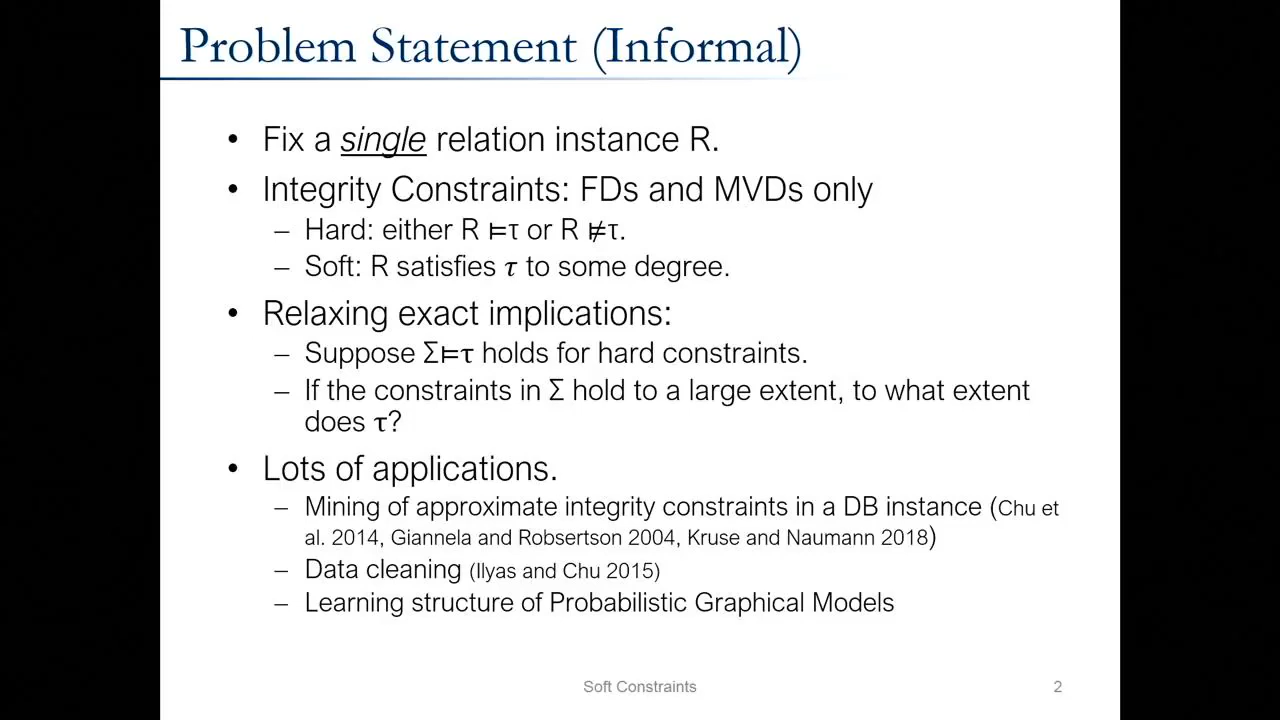 Problem Statement (Informal)
• Fix a single relation instance R.
• Integrity Constraints: FDs and MVDs only
– Hard: either R ⊨τ or R ⊭τ.
– Soft: R satisfies τ to some degree.
• Relaxing exact implications:
– Suppose Σ⊨τ holds for hard constraints.
– If the constraints in Σ hold to a large extent, to what extent
does τ?
• Lots of applications.
– Mining of approximate integrity constraints in a DB instance (Chu et
al. 2014, Giannela and Robsertson 2004, Kruse and Naumann 2018)
– Data cleaning (Ilyas and Chu 2015)
– Learning structure of Probabilistic Graphical Models
Soft Constraints
2